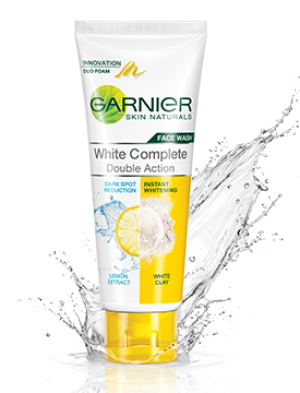 INNOVATION
DUO FOAM
GARNIER
SKIN NATURALS
FACE WASH
White Complete
Double Action
DARK SPOT
REDUCTION
INSTANT
WHITENING
LEMON
EXTRACT
WHITE
CLAY